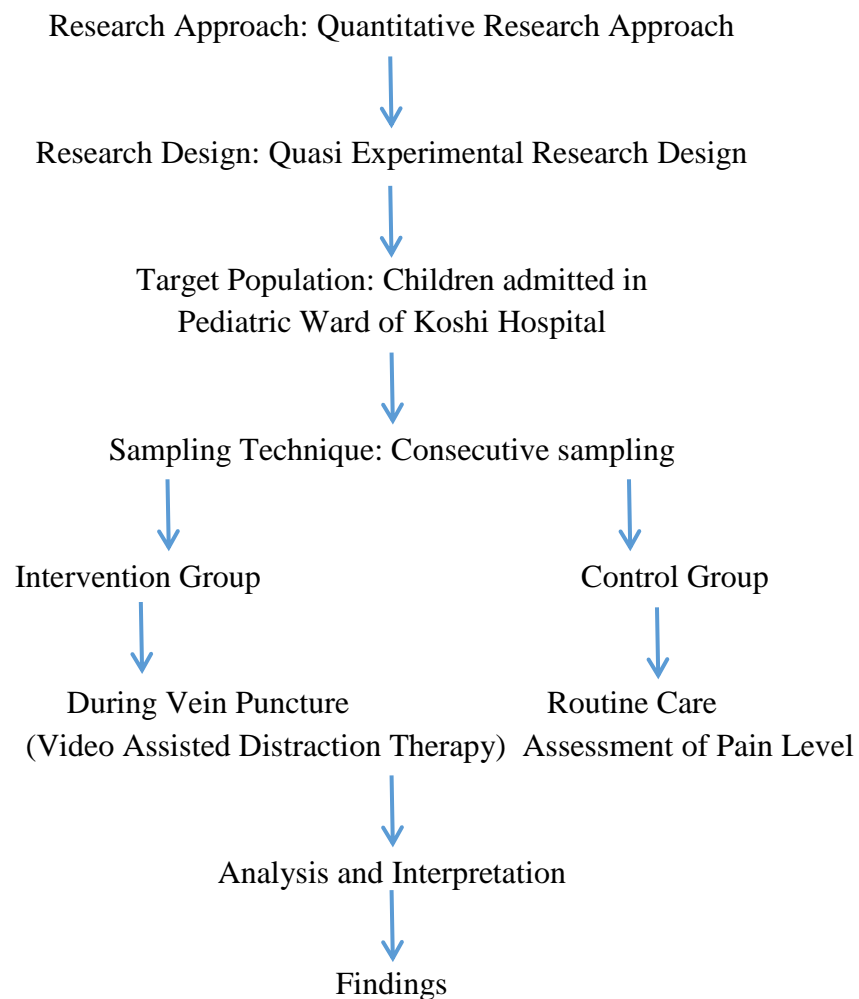 Research Approach: Quantitative Research Approach
Research Design: Quasi Experimental Research Design
Target Population: Children admitted in
Pediatric Ward of Koshi Hospital
Sampling Technique: Consecutive sampling
Intervention Group
Control Group
During Vein Puncture
(Video Assisted Distraction Therapy)
Routine Care
Assessment of Pain Level
Analysis and Interpretation
Findings